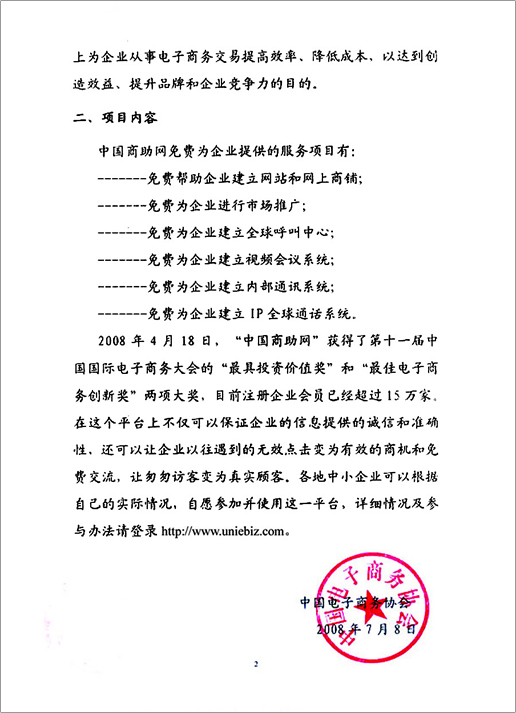 上为企业从事电子商务交易提高效率、降低成本，以达到创
造效益、提升品牌和企业竞争力的目的。
二、项目内容
中国商助网免费为企业提供的服务项目有：
-------免费帮助企业建立网站和网上商铺；
-------免费为企业进行市场推广；
-------免费为企业建立全球呼叫中心；
-------免费为企业建立视频会议系统；
-------免费为企业建立内部通讯系统；
-------免费为企业建立 IP 全球通话系统。
2008 年 4 月 18 日，“中国商助网”获得了第十一届中
国国际电子商务大会的“最具投资价值奖”和“最佳电子商
务创新奖”两项大奖，目前注册企业会员已经超过 15 万家。
在这个平台上不仅可以保证企业的信息提供的诚信和准确
性，还可以让企业以往遇到的无效点击变为有效的商机和免
费交流，让匆匆访客变为真实顾客。各地中小企业可以根据
自己的实际情况，自愿参加并使用这一平台，详细情况及参
与办法请登录 http://www.uniebiz.com。
中国电子商务协会
中国电子商务协会
2008 年 7 月 8 日
2